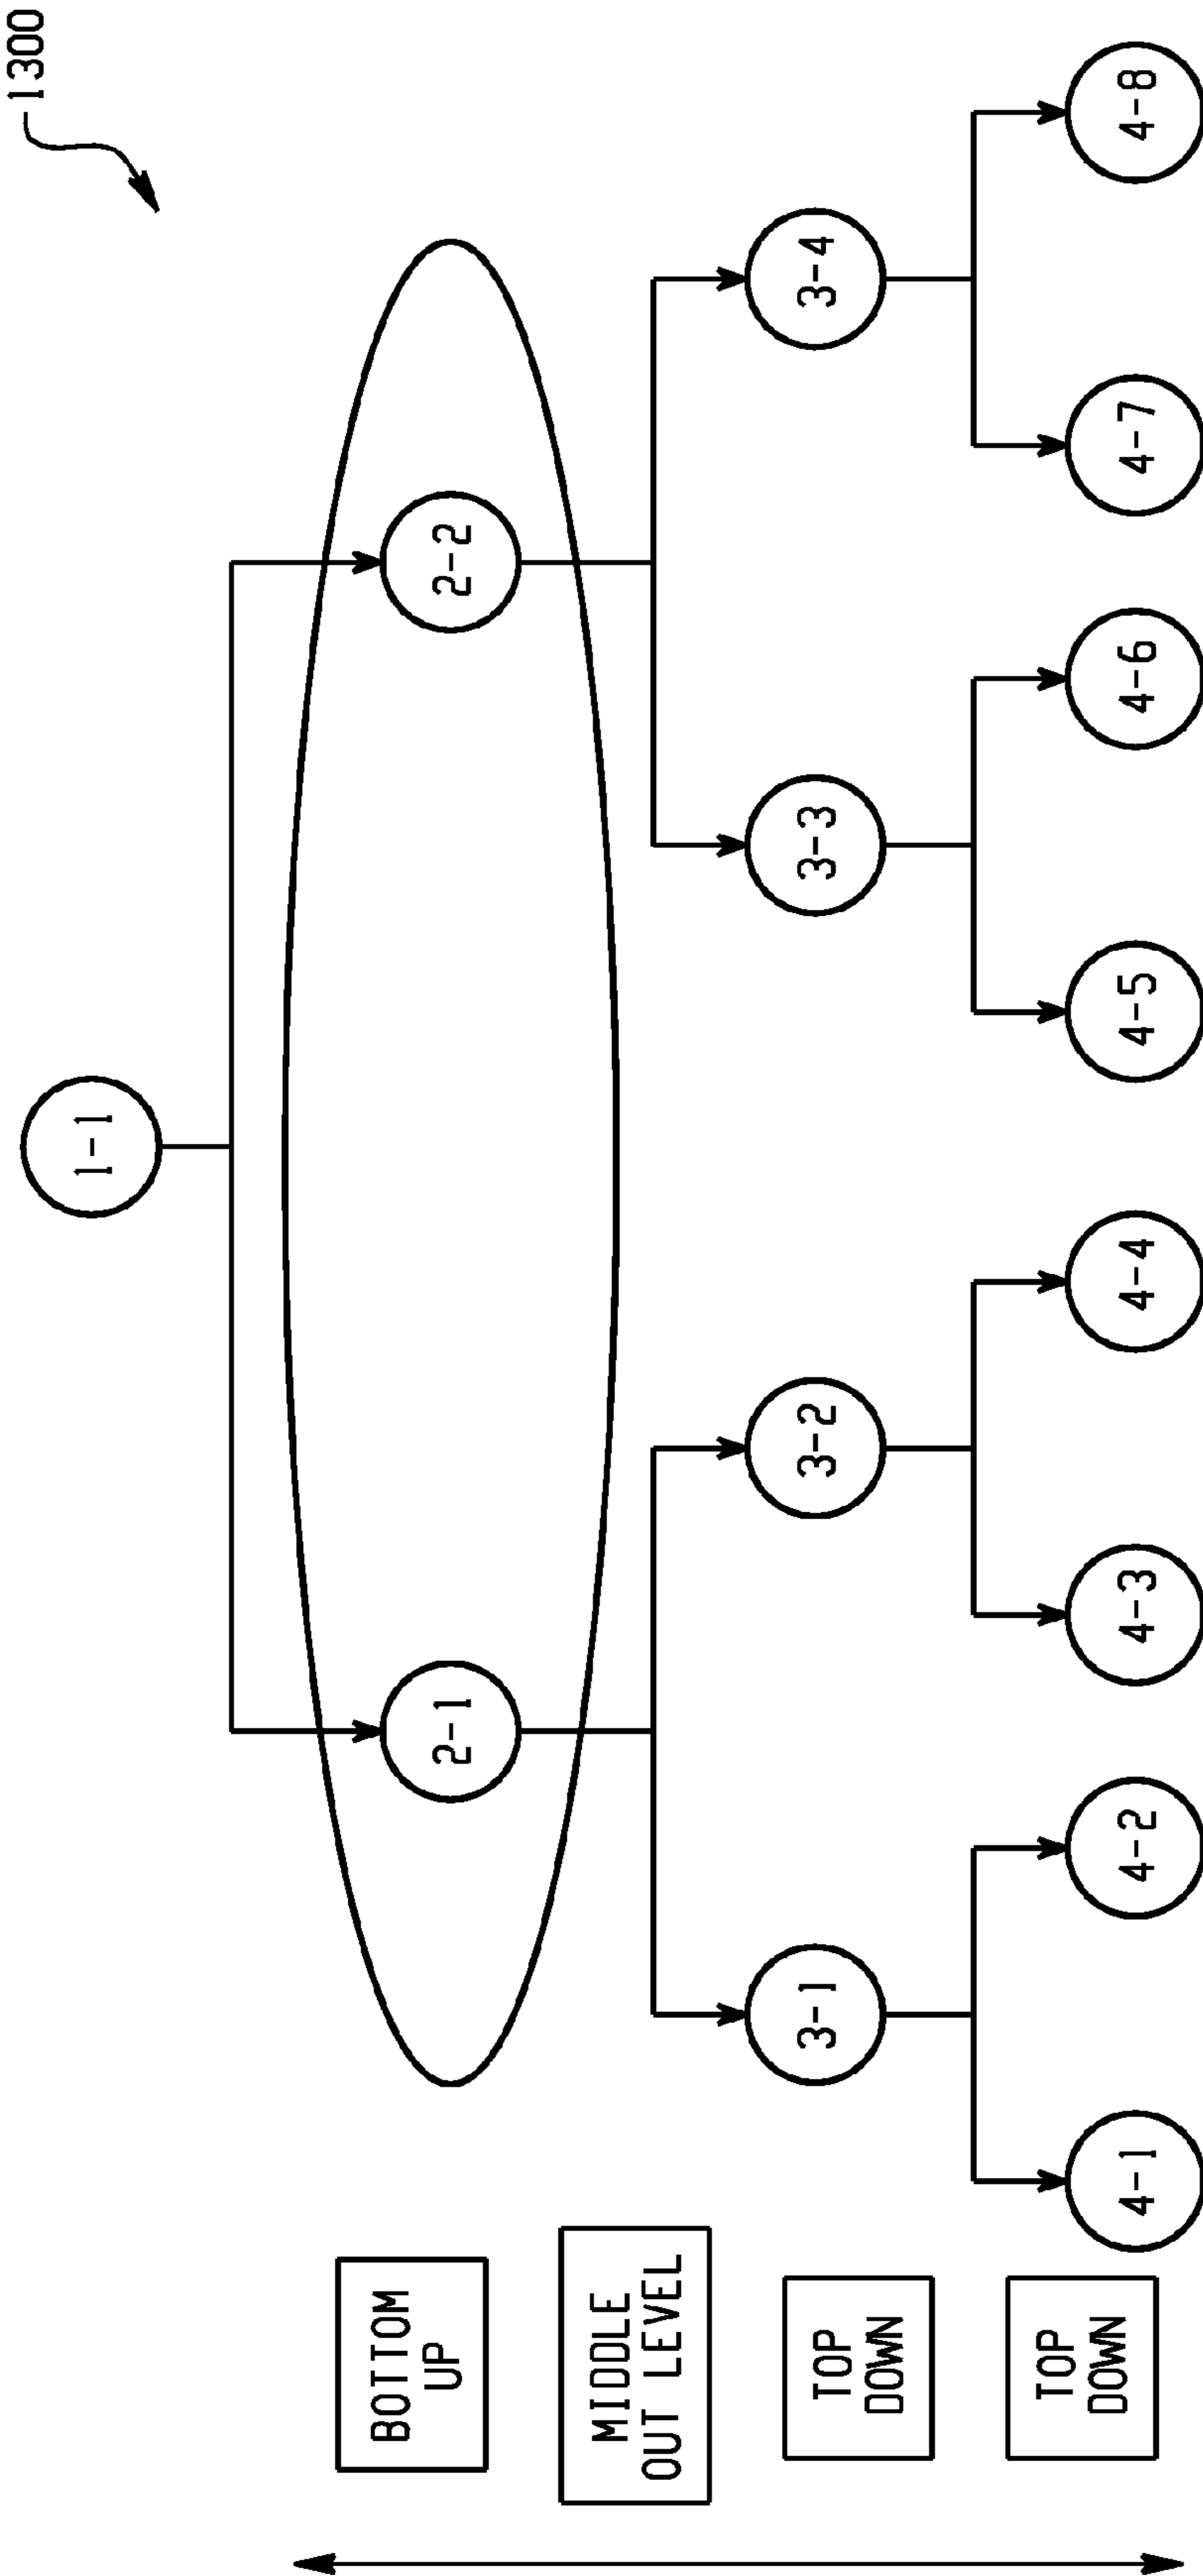 1300
1-1
2-1
2-2
3-1
3-2
3-3
3-4
4-1
4-2
4-3
4-4
4-5
4-6
4-7
4-8
BOTTOM
UP
MIDDLE
OUT LEVEL
TOP
DOWN
TOP
DOWN